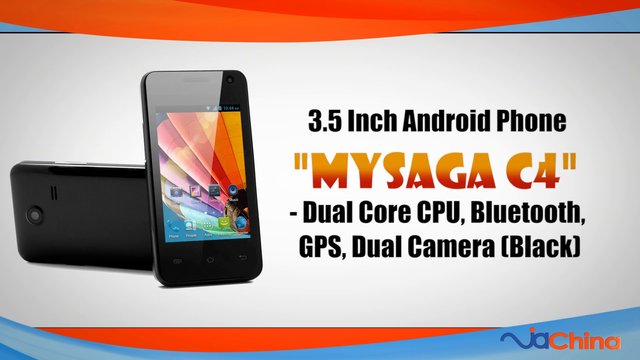 3.5 Inch Android Phone
"MYSAGA C4"
- Dual Core CPU, Bluetooth,
GPS, Dual Camera (Black)
ViaChina